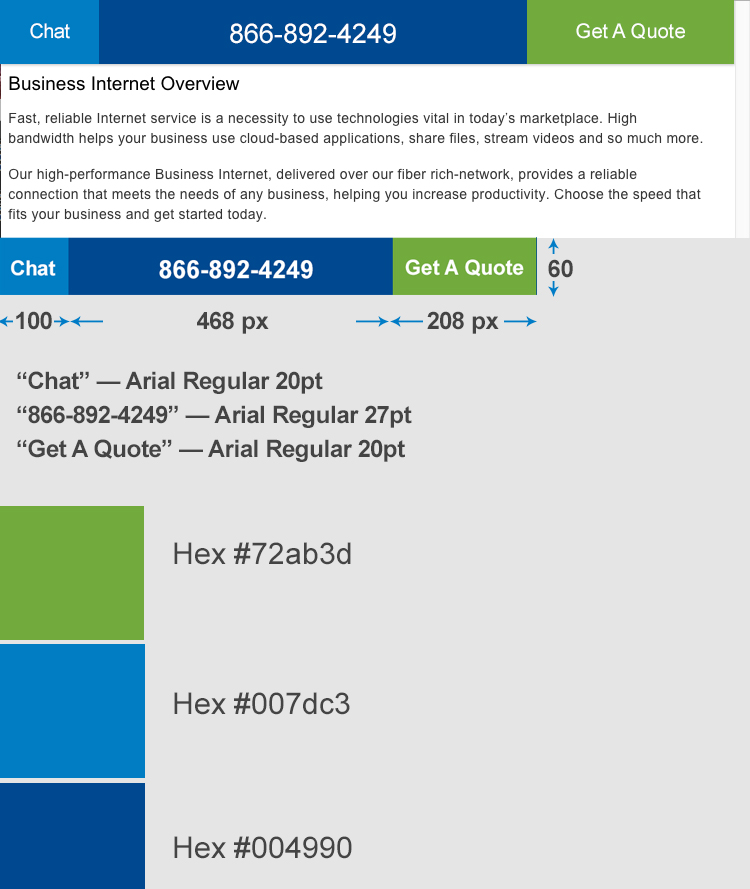 Chat 866-892-4249 Get A Quote
Business Internet Overview
Fast, reliable Internet service is a necessity to use technologies vital in today’s marketplace. High
bandwidth helps your business use cloud-based applications, share files, stream videos and so much more.
Our high-performance Business Internet, delivered over our fiber rich-network, provides a reliable
connection that meets the needs of any business, helping you increase productivity. Choose the speed that
fits your business and get started today.
Chat 866-892-4249 Get A Quote 60
100 468 px 208 px
“Chat” — Arial Regular 20pt
“866-892-4249” — Arial Regular 27pt
“Get A Quote” — Arial Regular 20pt
Hex #72ab3d
Hex #007dc3
Hex #004990